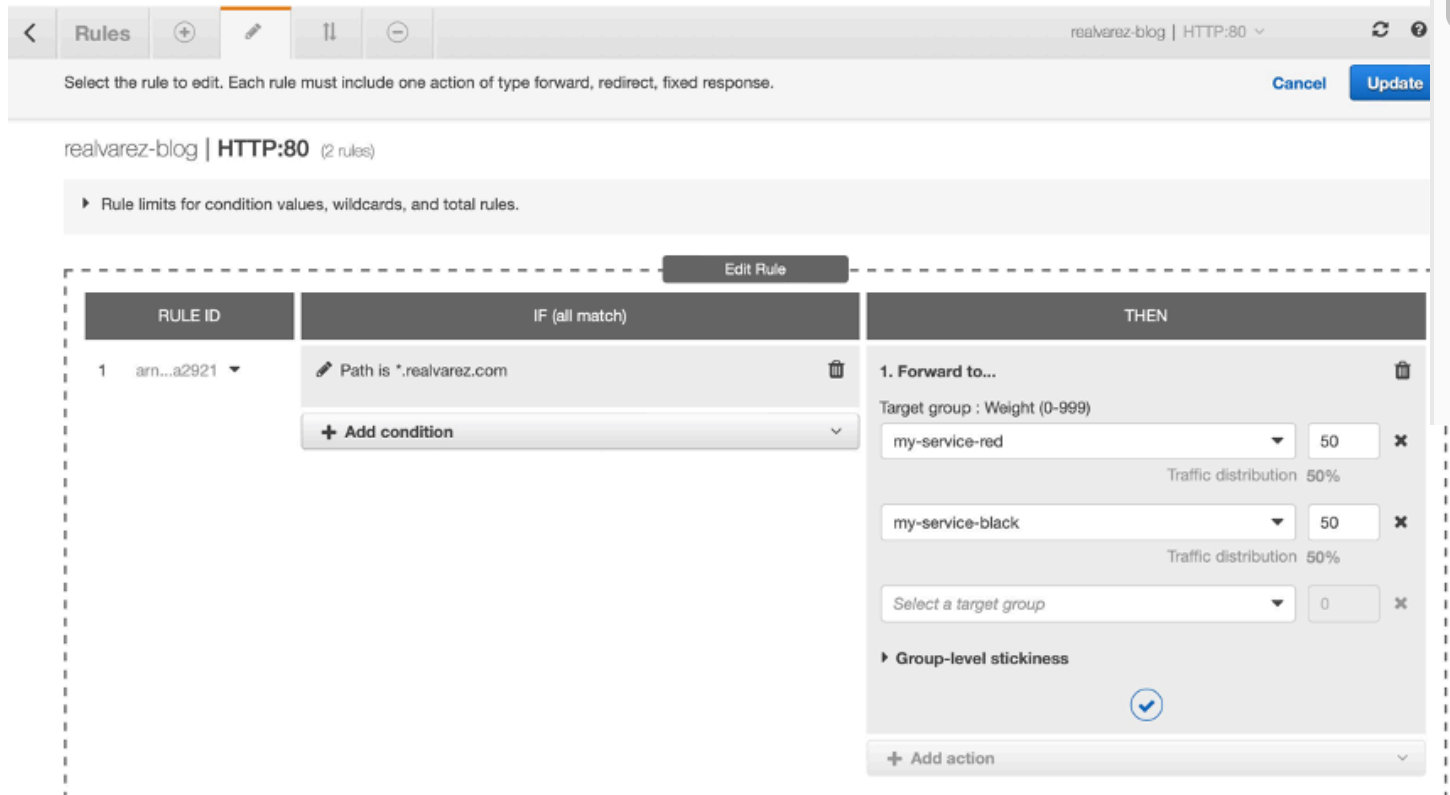 Rules
realvarez-blog | HTTP:80
Select the rule to edit. Each rule must include one action of type forward, redirect, fixed response.
Cancel
Update
realvarez-blog | HTTP:80 (2 rules)
Rule limits for condition values, wildcards, and total rules.
Edit Rule
RULE ID
IF (all match)
THEN
1 arn...a2921
Path is *.realvarez.com
1. Forward to...
Target group : Weight (0-999)
+ Add condition
my-service-red
50
Traffic distribution 50%
my-service-black
50
Traffic distribution 50%
Select a target group
0
Group-level stickiness
+ Add action